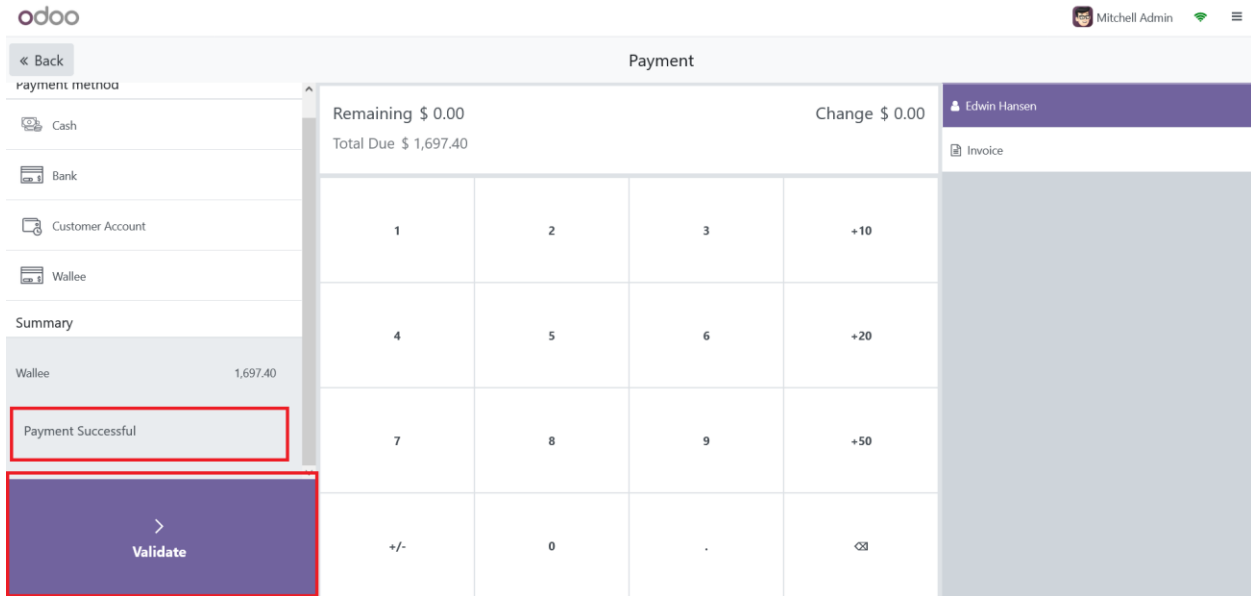 odoo
Mitchell Admin
« Back
Payment
Payment method
Cash
Bank
Customer Account
Wallee
Summary
Wallee 1,697.40
Payment Successful
Validate
Remaining $ 0.00 Change $ 0.00
Total Due $ 1,697.40
1 2 3 +10
4 5 6 +20
7 8 9 +50
+/- 0 .
Edwin Hansen
Invoice